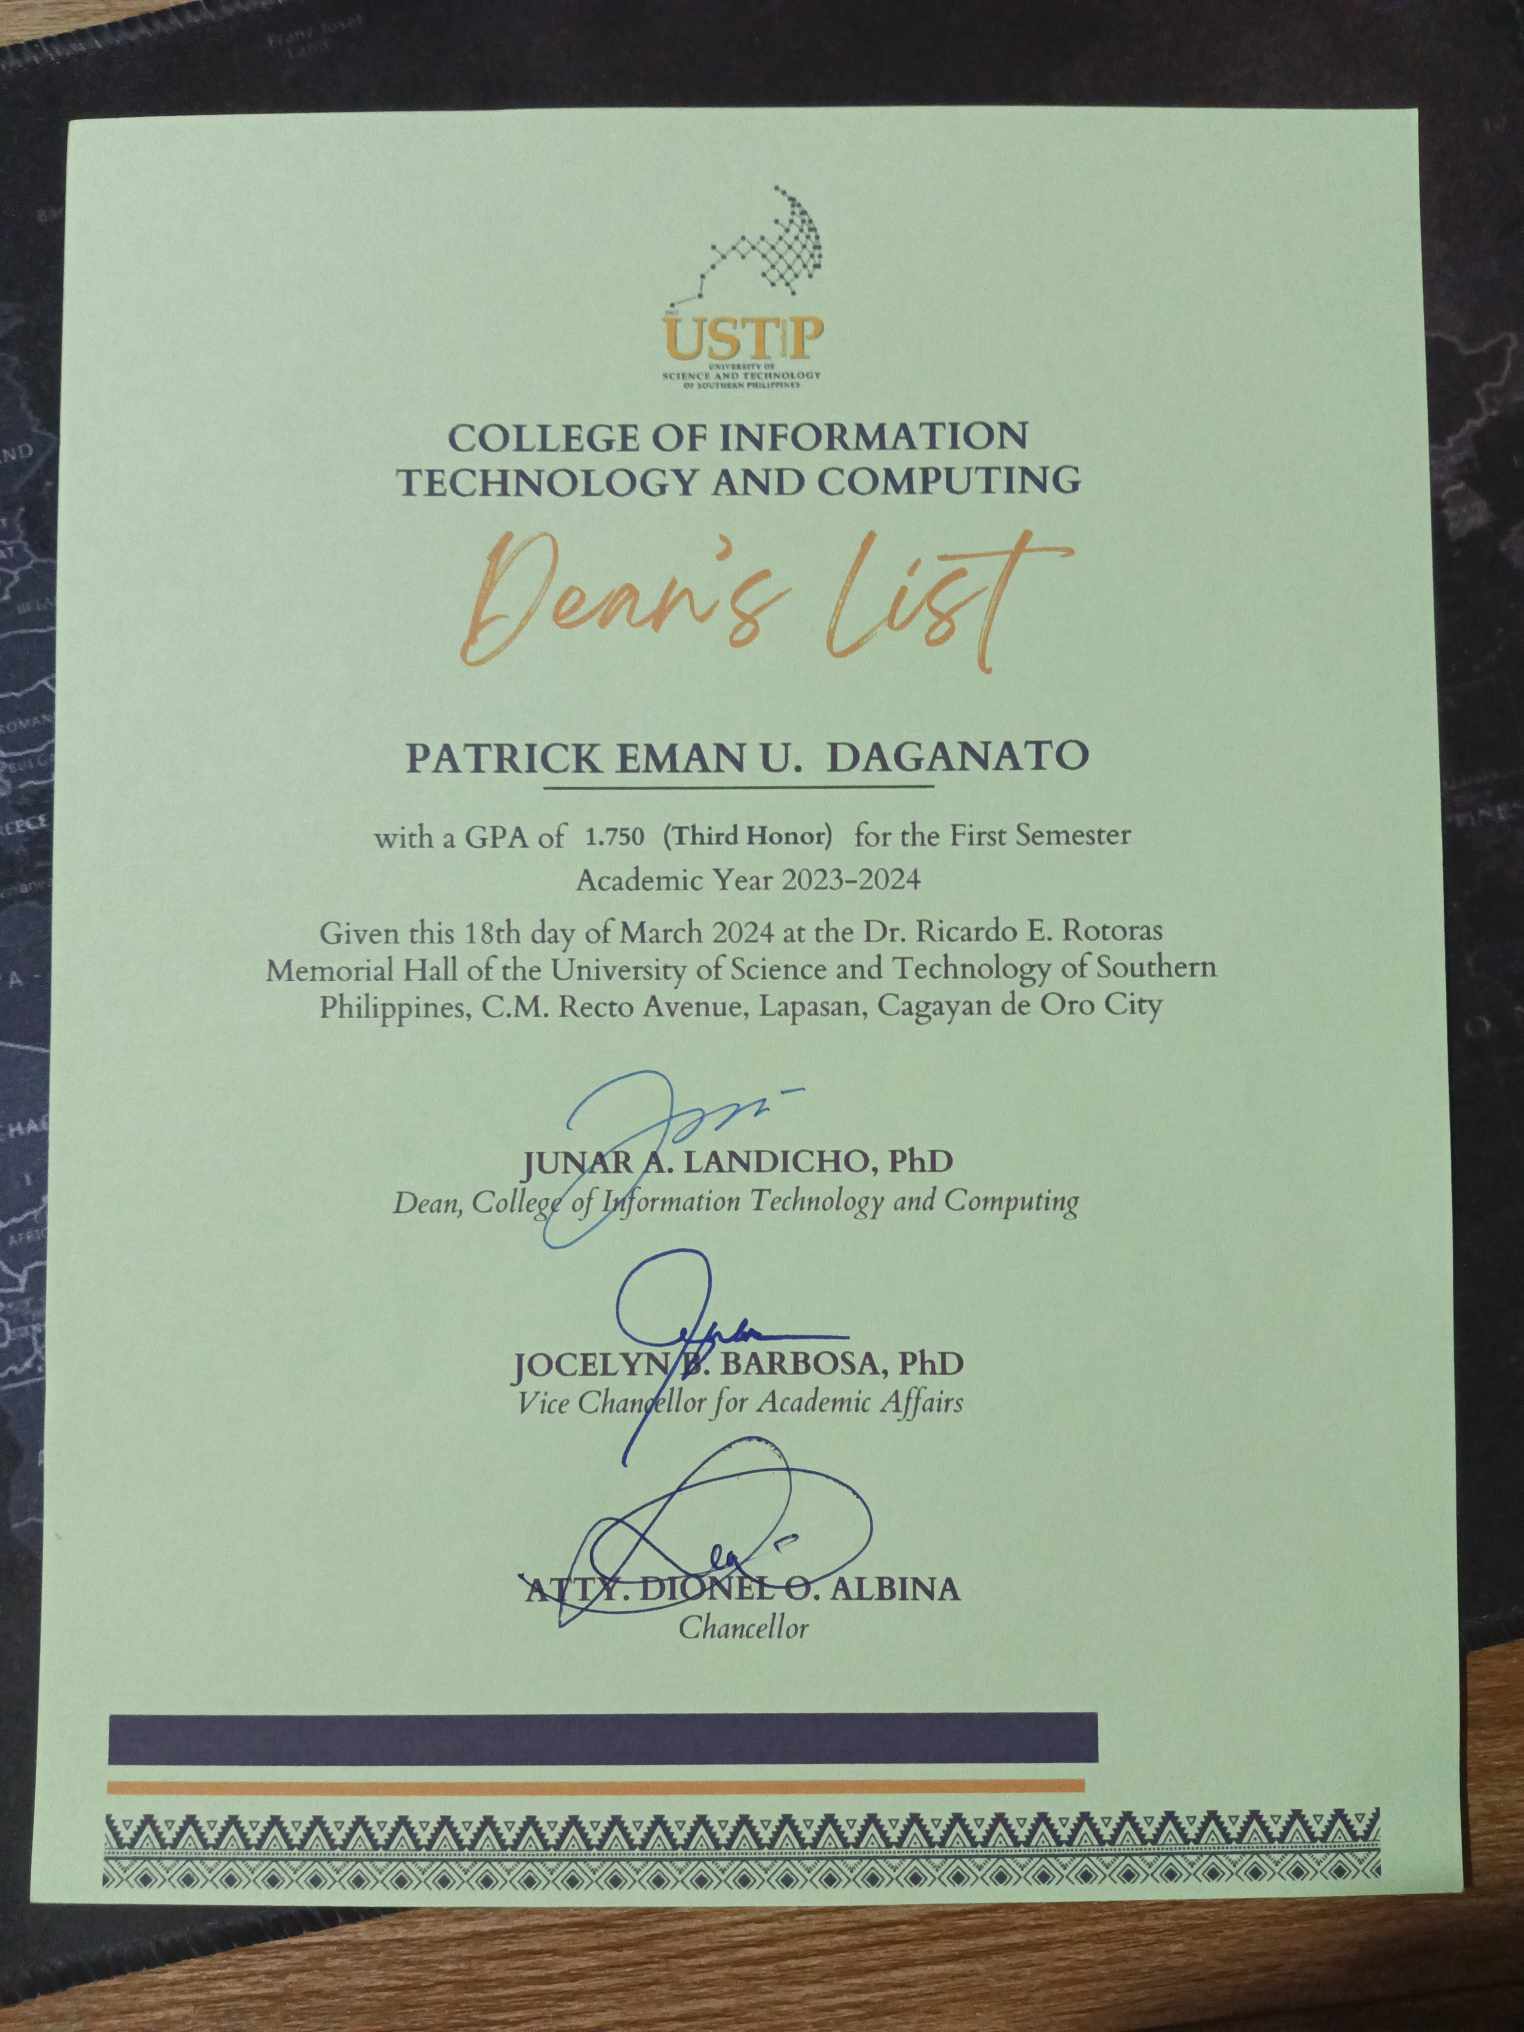 Franz Josef
Land
USTP
UNIVERSITY OF
SCIENCE AND TECHNOLOGY
OF SOUTHERN PHILIPPINES
COLLEGE OF INFORMATION
TECHNOLOGY AND COMPUTING
Dean's List
PATRICK EMAN U. DAGANATO
with a GPA of 1.750 (Third Honor) for the First Semester
Academic Year 2023-2024
Given this 18th day of March 2024 at the Dr. Ricardo E. Rotoras
Memorial Hall of the University of Science and Technology of Southern
Philippines, C.M. Recto Avenue, Lapasan, Cagayan de Oro City
JUNAR A. LANDICHO, PhD
Dean, College of Information Technology and Computing
JOCELYN B. BARBOSA, PhD
Vice Chancellor for Academic Affairs
ATTY. DIONEL O. ALBINA
Chancellor